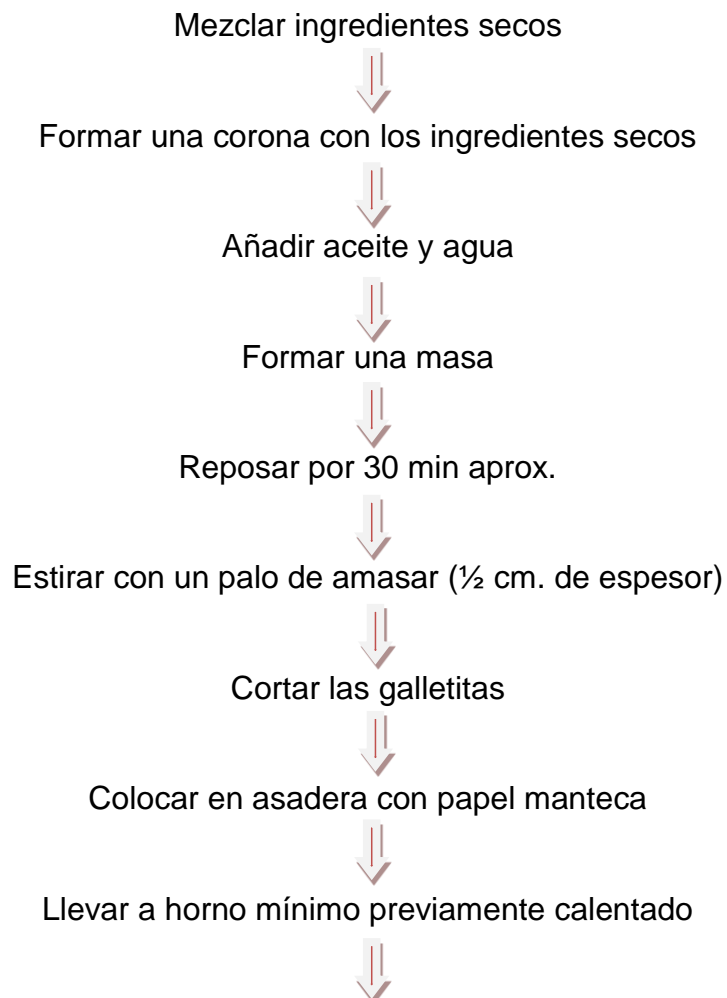 Mezclar ingredientes secos
Formar una corona con los ingredientes secos
Añadir aceite y agua
Formar una masa
Reposar por 30 min aprox.
Estirar con un palo de amasar (½ cm. de espesor)
Cortar las galletitas
Colocar en asadera con papel manteca
Llevar a horno mínimo previamente calentado